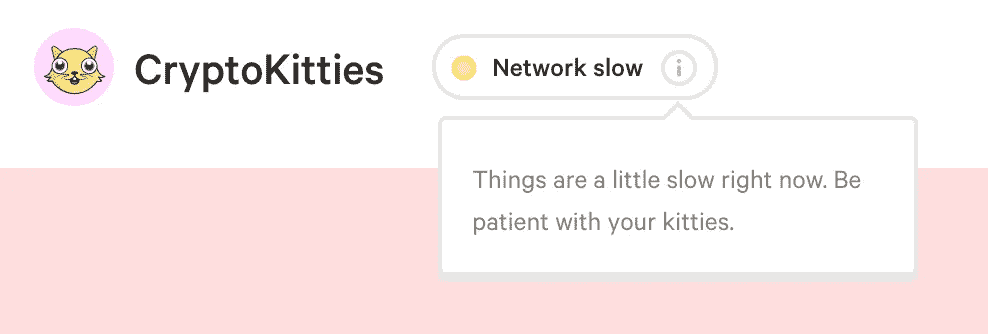 CryptoKitties
Network slow
Things are a little slow right now. Be
patient with your kitties.